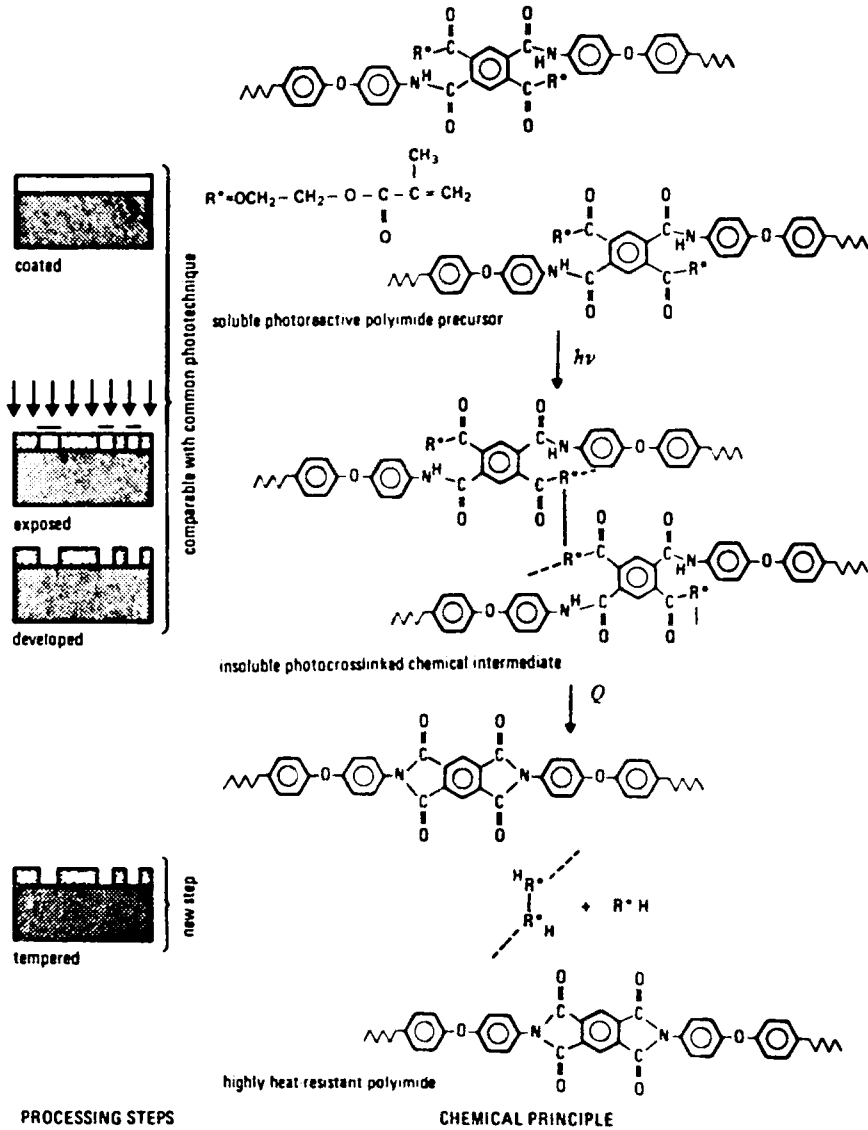 O O
C C
R* N
H
O
N H C C R*
O O
CH3
R* = OCH2 – CH2 – O – C – C = CH2
O
coated
O O
C C
R* N
H
O
N H C C R*
O O
soluble photoreactive polyimide precursor
hν
comparable with common phototechnique
exposed
O O
C C
R* N
H
O
N H C C R*
O O
R* C C N
H
O
developed
N H C C R*
O O
insoluble photocrosslinked chemical intermediate
Q
O O
C C
O N N O
C C
O O
new step
tempered
H
R*
R*
H
+ R* H
O O
C C
O N N O
C C
O O
highly heat-resistant polyimide
PROCESSING STEPS
CHEMICAL PRINCIPLE